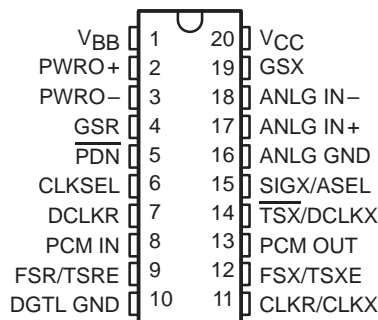 VBB 1 20 VCC
PWRO+ 2 19 GSX
PWRO− 3 18 ANLG IN−
GSR 4 17 ANLG IN+
PDN 5 16 ANLG GND
CLKSEL 6 15 SIGX/ASEL
DCLKR 7 14 TSX/DCLKX
PCM IN 8 13 PCM OUT
FSR/TSRE 9 12 FSX/TSXE
DGTL GND 10 11 CLKR/CLKX